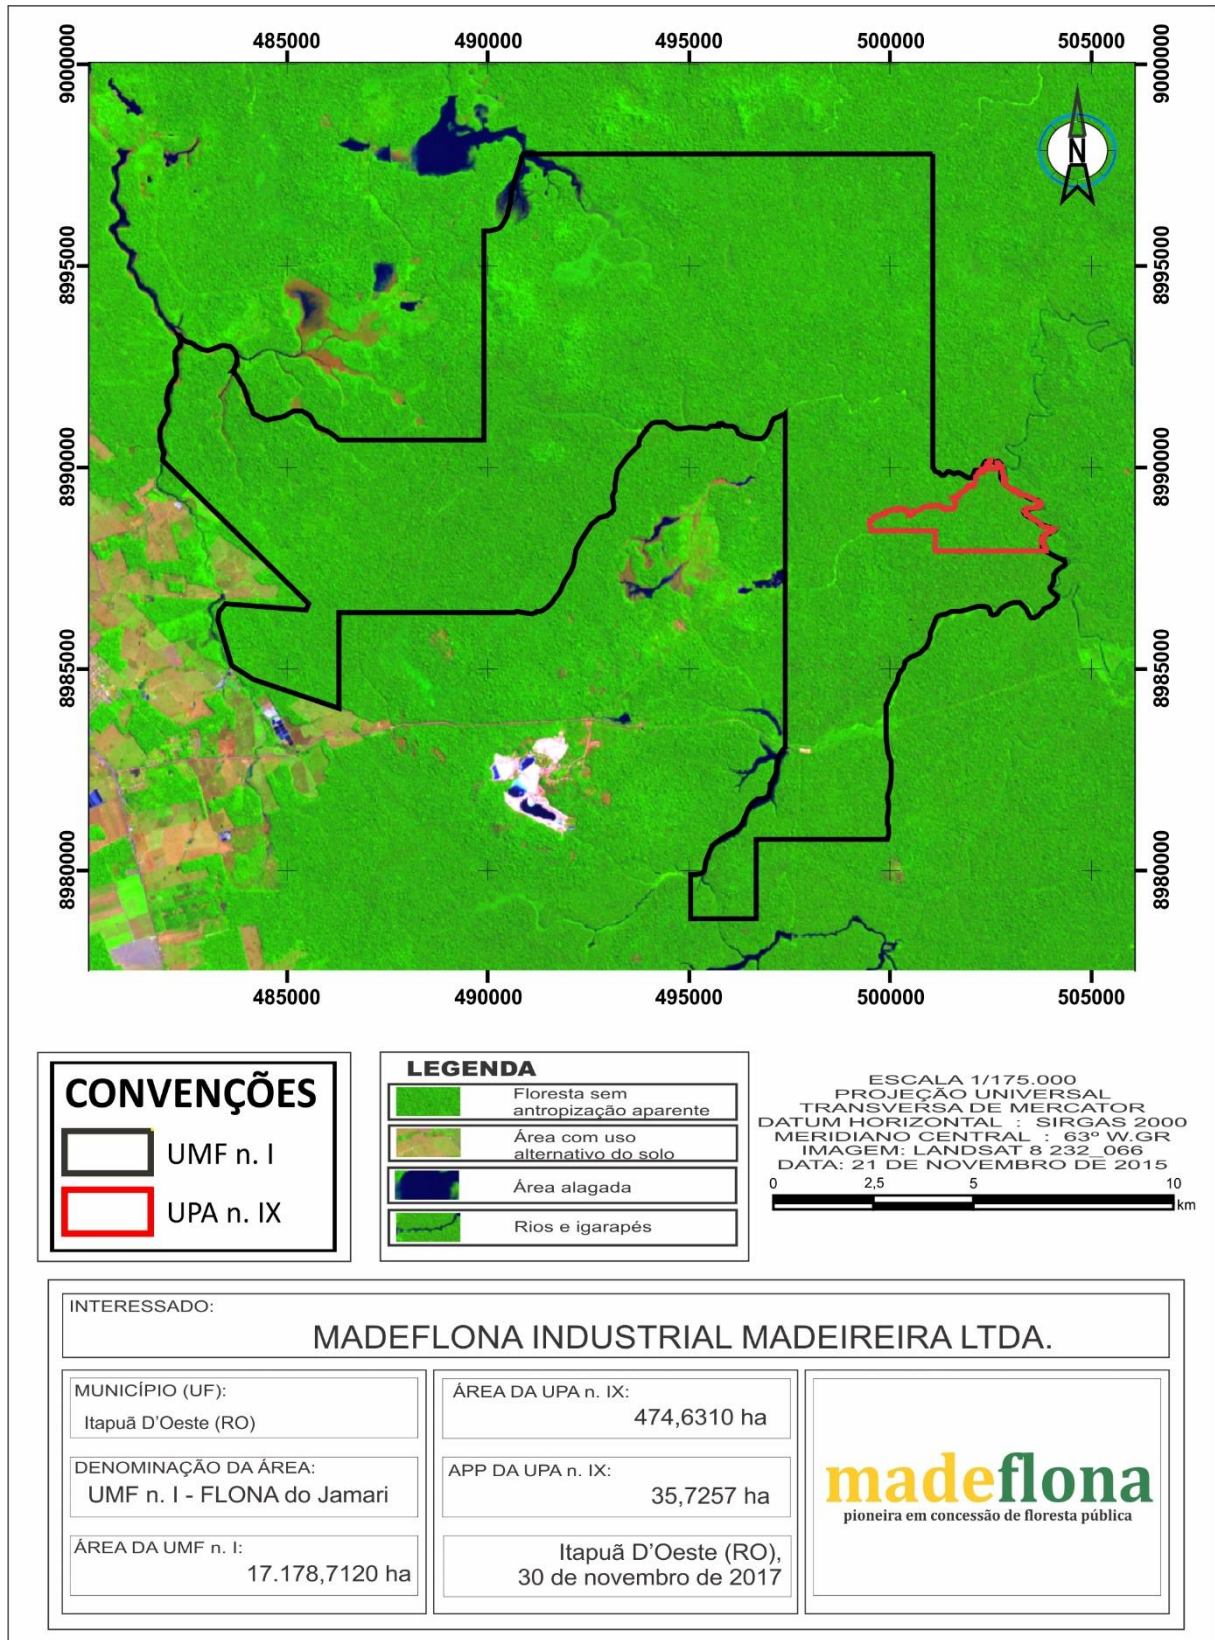 485000 490000 495000 500000 505000
9000000 9000000
N
8995000 8995000
8990000 8990000
8985000 8985000
8980000 8980000
485000 490000 495000 500000 505000
CONVENÇÕES
UMF n. I
UPA n. IX
LEGENDA
Floresta sem
antropização aparente
Área com uso
alternativo do solo
Área alagada
Rios e igarapés
ESCALA 1/175.000
PROJEÇÃO UNIVERSAL
TRANSVERSA DE MERCATOR
DATUM HORIZONTAL : SIRGAS 2000
MERIDIANO CENTRAL : 63º W.GR
IMAGEM: LANDSAT 8 232_066
DATA: 21 DE NOVEMBRO DE 2015
0 2,5 5 10
km
INTERESSADO:
MADEFLONA INDUSTRIAL MADEIREIRA LTDA.
MUNICÍPIO (UF):
Itapuã D'Oeste (RO)
DENOMINAÇÃO DA ÁREA:
UMF n. I - FLONA do Jamari
ÁREA DA UMF n. I:
17.178,7120 ha
ÁREA DA UPA n. IX:
474,6310 ha
APP DA UPA n. IX:
35,7257 ha
Itapuã D'Oeste (RO),
30 de novembro de 2017
madeflona
pioneira em concessão de floresta pública